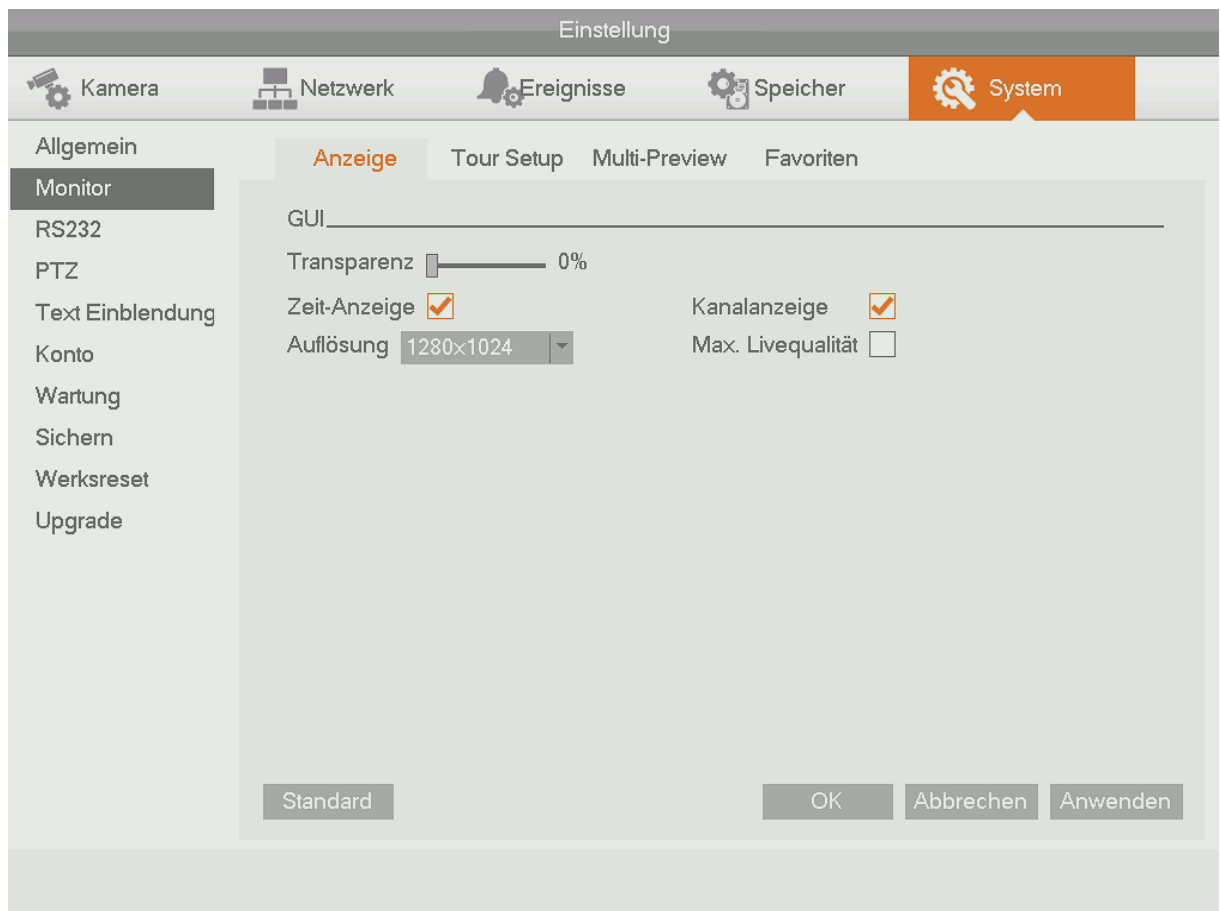 Einstellung
Kamera Netzwerk Ereignisse Speicher System
Allgemein
Monitor
RS232
PTZ
Text Einblendung
Konto
Wartung
Sichern
Werksreset
Upgrade
Anzeige Tour Setup Multi-Preview Favoriten
GUI
Transparenz 0%
Zeit-Anzeige Kanalanzeige
Auflösung 1280×1024 Max. Livequalität
Standard OK Abbrechen Anwenden